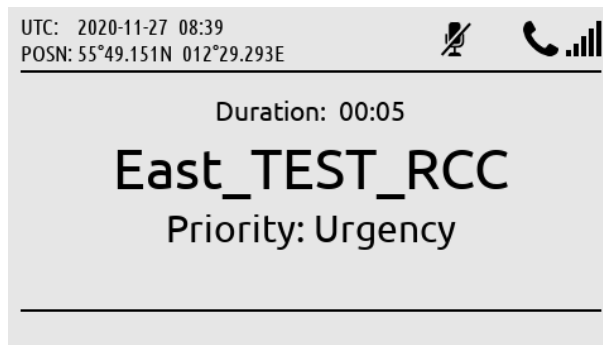 UTC: 2020-11-27 08:39
POSN: 55°49.151N 012°29.293E
Duration: 00:05
East_TEST_RCC
Priority: Urgency